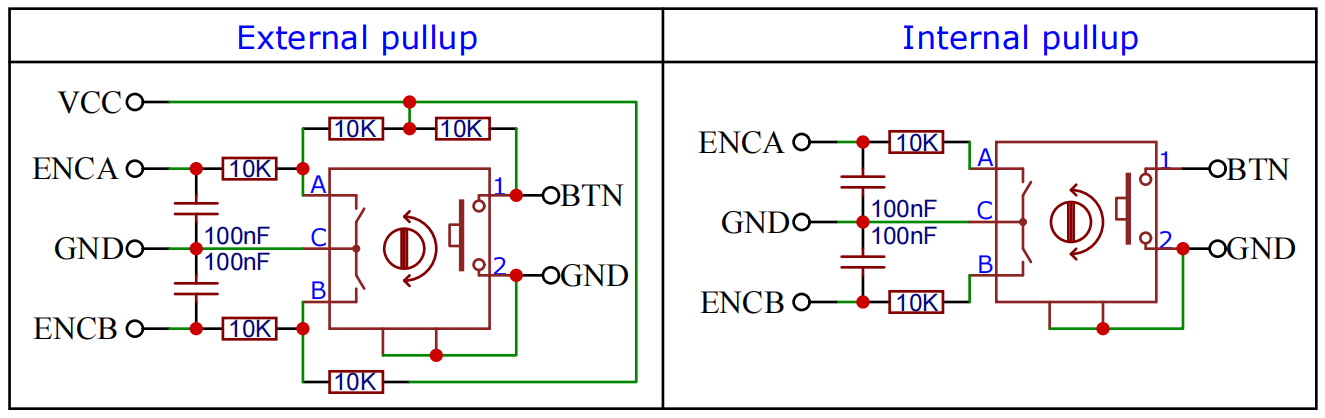 External pullup
Internal pullup
VCC
10K
10K
ENCA
10K
A
1
BTN
GND
C
100nF
100nF
B
2
GND
ENCB
10K
10K
ENCA
10K
A
1
BTN
GND
C
100nF
100nF
B
2
GND
ENCB
10K